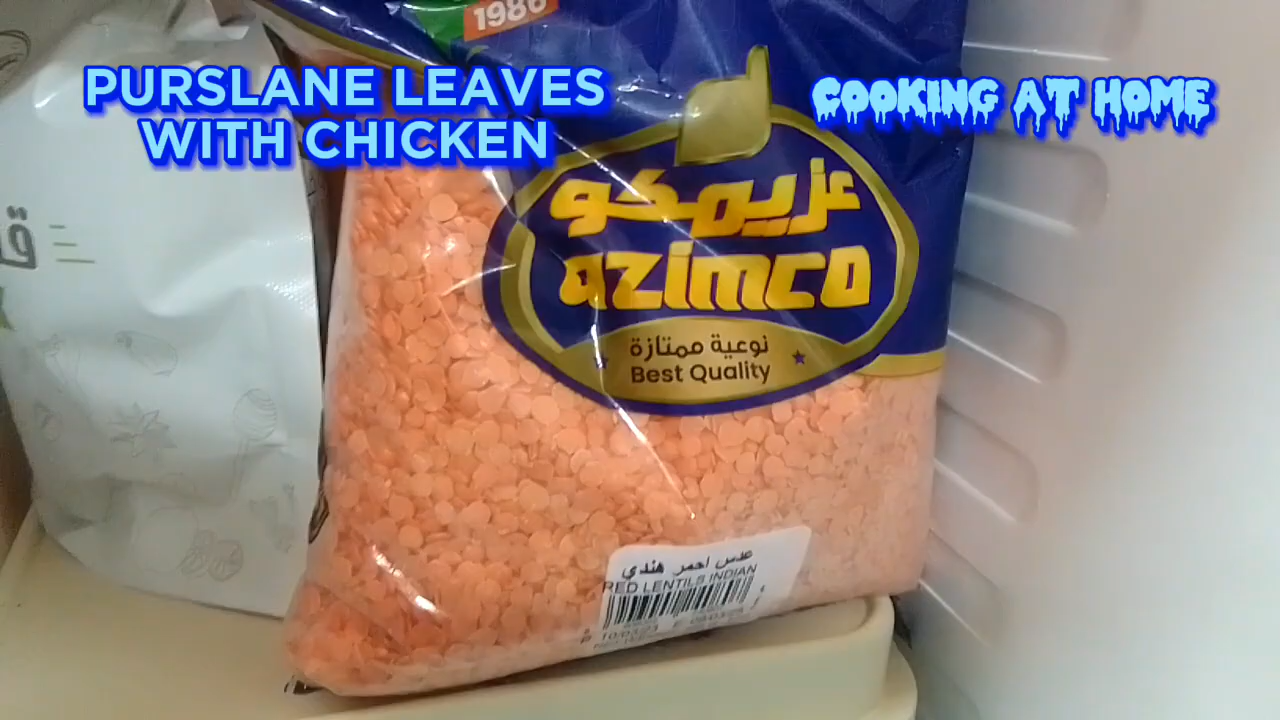 1986
PURSLANE LEAVES
WITH CHICKEN
COOKING AT HOME
عزيمكو
azimco
نوعية ممتازة
Best Quality
عدس احمر هندي
RED LENTILS INDIAN